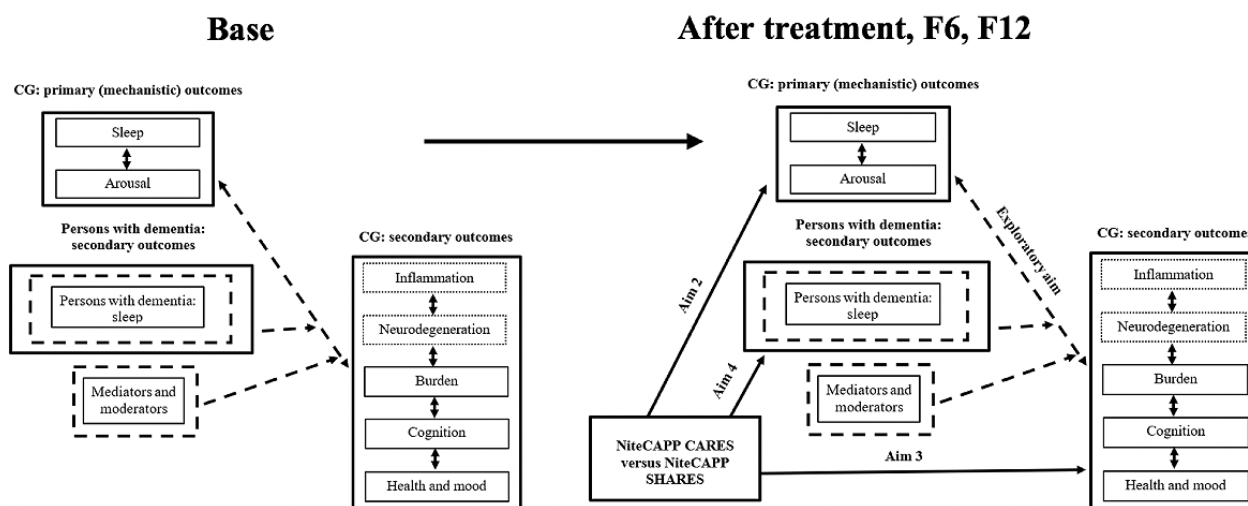 Base
CG: primary (mechanistic) outcomes
Sleep
Arousal
Persons with dementia:
secondary outcomes
Persons with dementia:
sleep
Mediators and
moderators
CG: secondary outcomes
Inflammation
Neurodegeneration
Burden
Cognition
Health and mood
After treatment, F6, F12
CG: primary (mechanistic) outcomes
Sleep
Arousal
Persons with dementia:
secondary outcomes
Persons with dementia:
sleep
Mediators and
moderators
Aim 2
Aim 4
Exploratory aim
NiteCAPP CARES
versus NiteCAPP
SHARES
Aim 3
CG: secondary outcomes
Inflammation
Neurodegeneration
Burden
Cognition
Health and mood